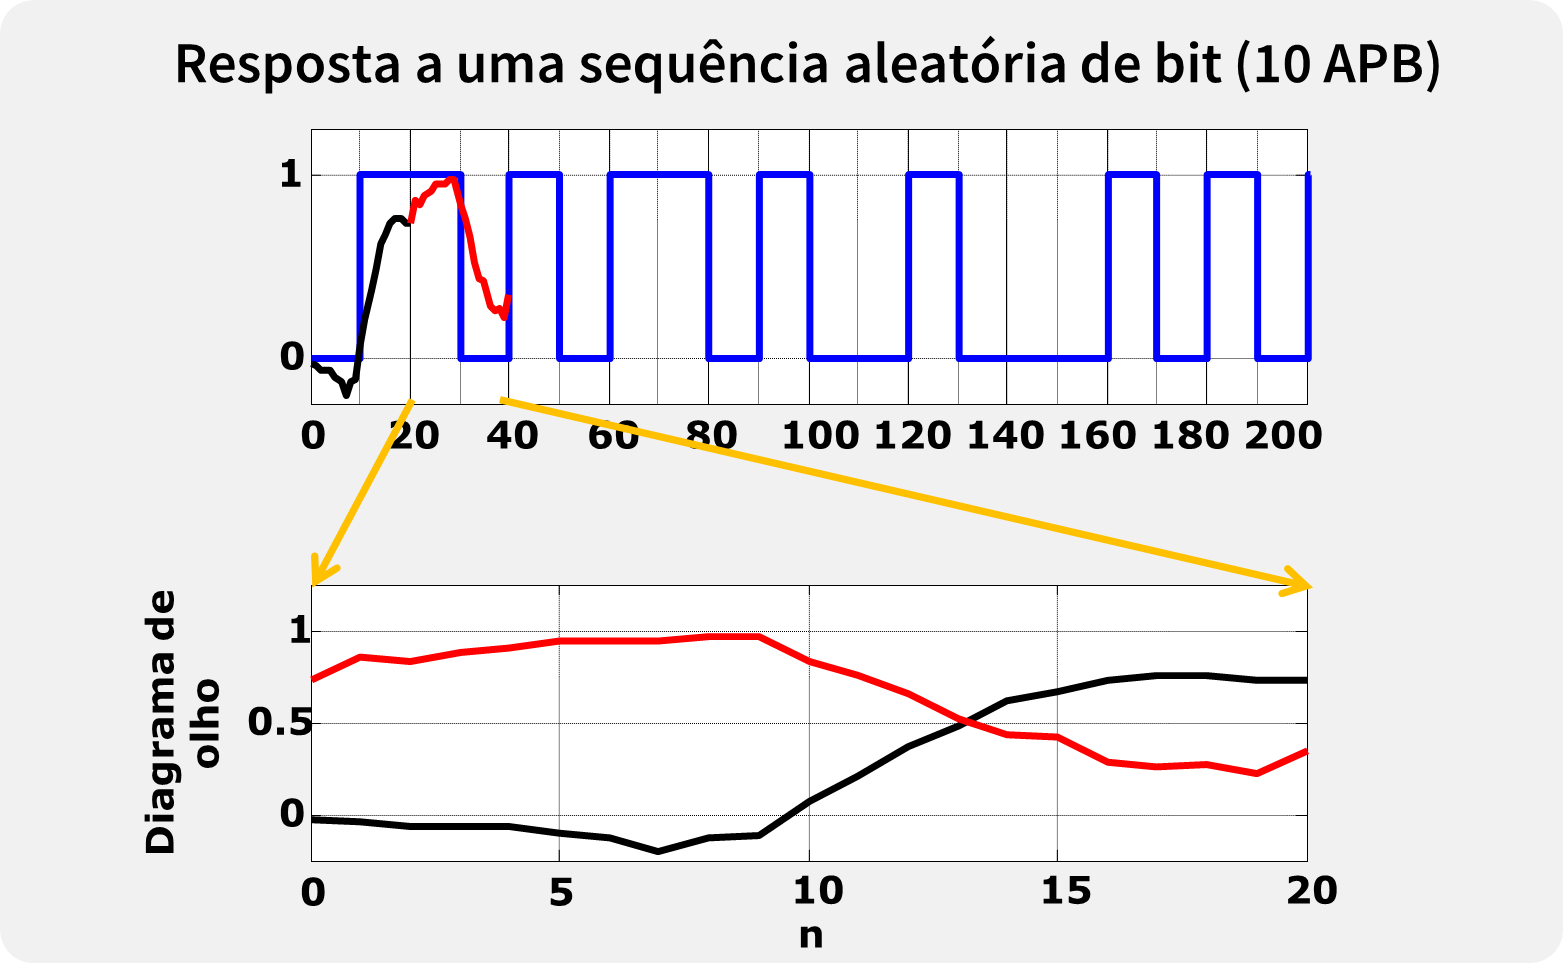 Resposta a uma sequência aleatória de bit (10 APB)
1
0
0 20 40 60 80 100 120 140 160 180 200
Diagrama de
olho
1
0.5
0
0 5 10 15 20
n